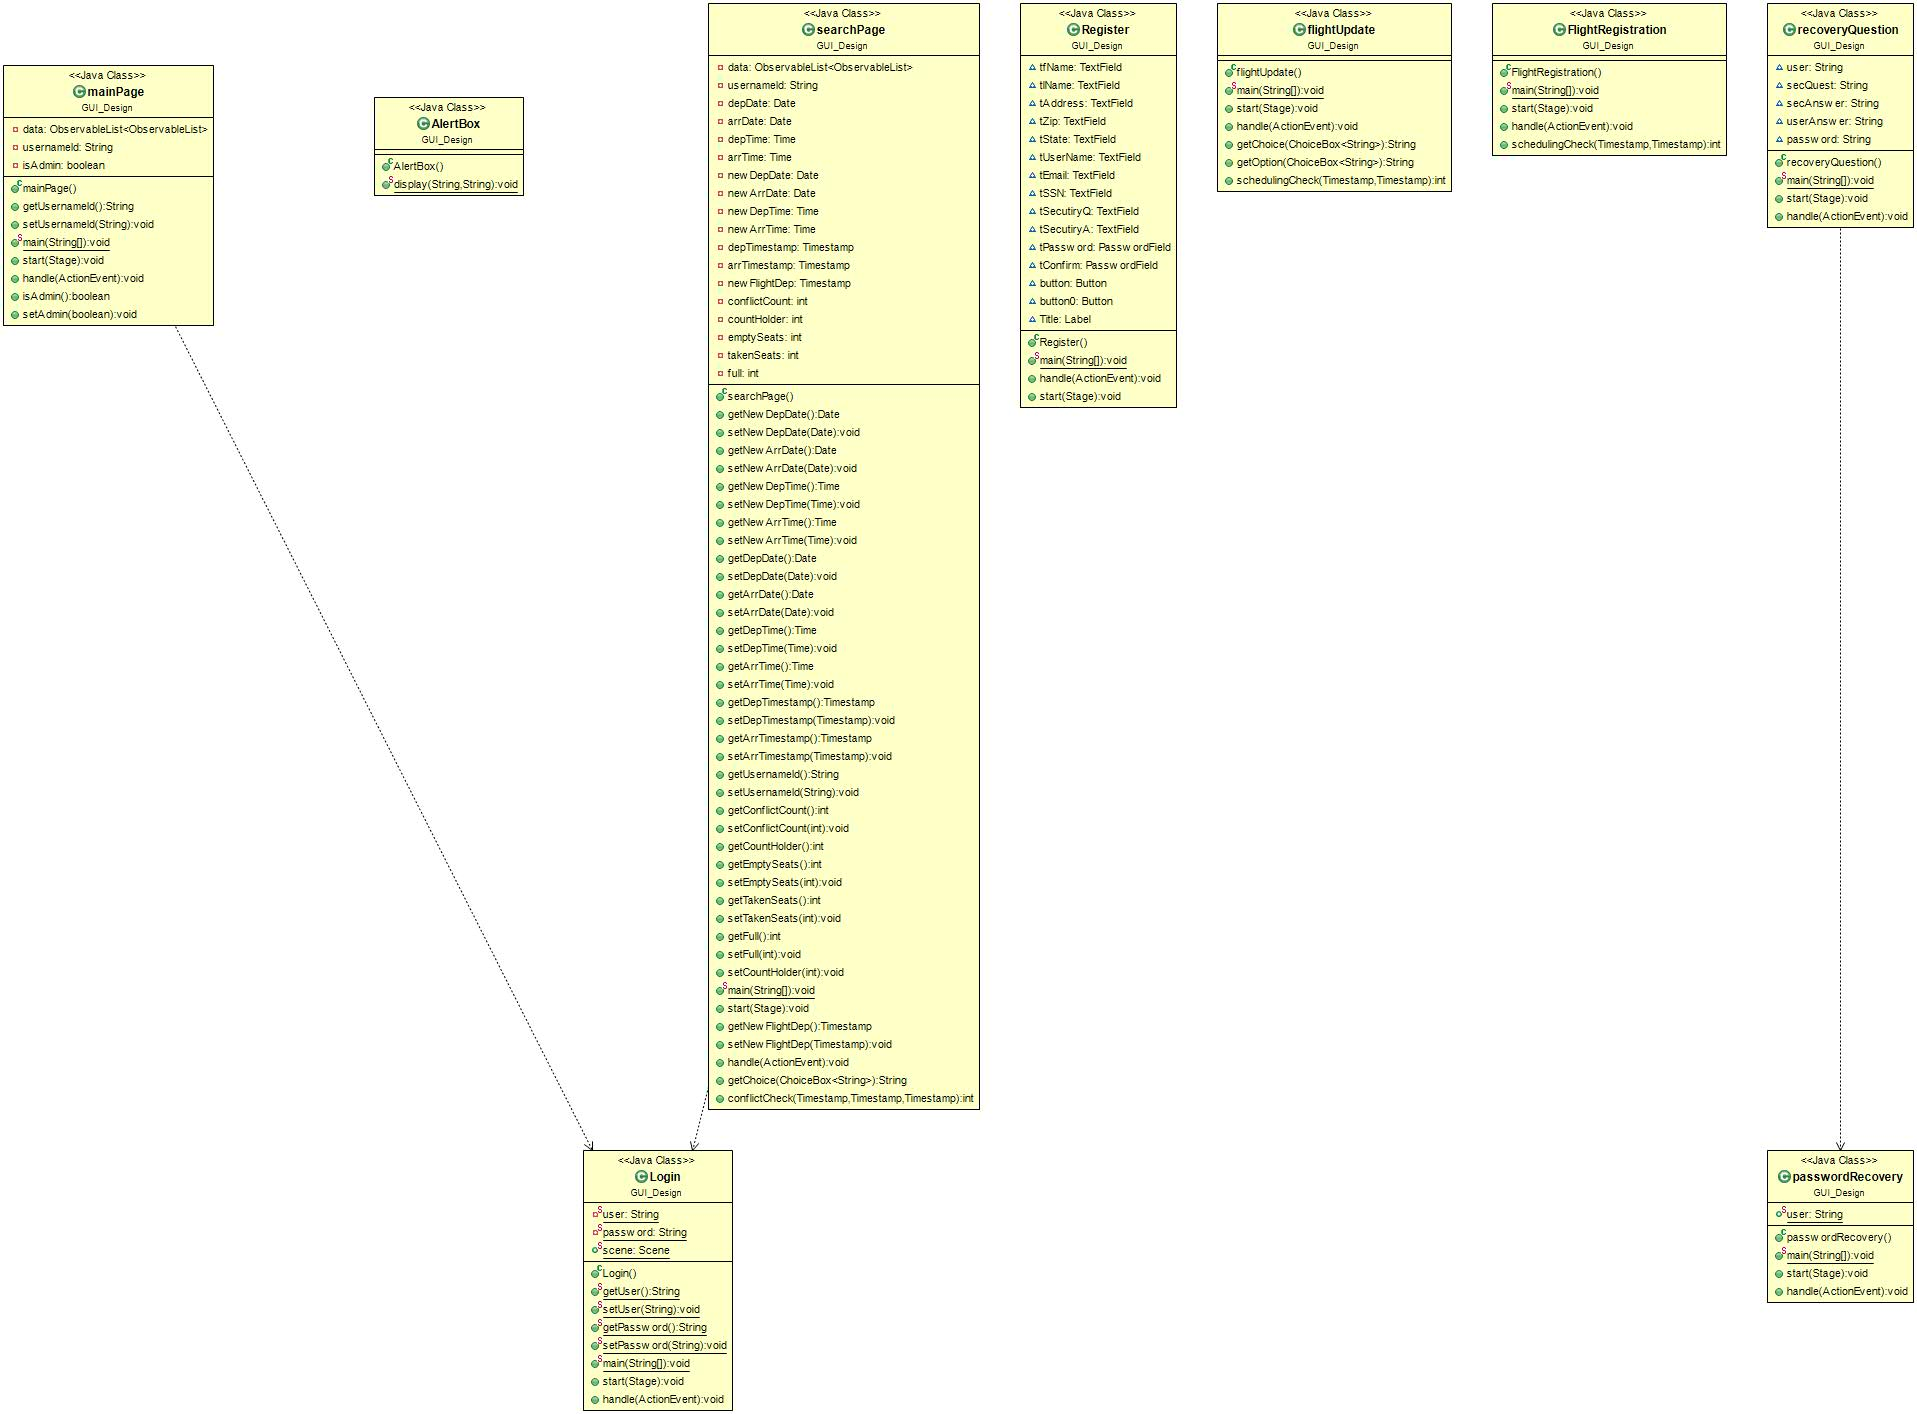 <<Java Class>>
mainPage
GUI_Design
data: ObservableList<ObservableList>
usernameId: String
isAdmin: boolean
mainPage()
getUsernameId():String
setUsernameId(String):void
main(String[]):void
start(Stage):void
handle(ActionEvent):void
isAdmin():boolean
setAdmin(boolean):void
<<Java Class>>
AlertBox
GUI_Design
AlertBox()
display(String,String):void
<<Java Class>>
searchPage
GUI_Design
data: ObservableList<ObservableList>
usernameId: String
depDate: Date
arrDate: Date
depTime: Time
arrTime: Time
newDepDate: Date
newArrDate: Date
newDepTime: Time
newArrTime: Time
depTimestamp: Timestamp
arrTimestamp: Timestamp
newFlightDep: Timestamp
conflictCount: int
countHolder: int
emptySeats: int
takenSeats: int
full: int
searchPage()
getNewDepDate():Date
setNewDepDate(Date):void
getNewArrDate():Date
setNewArrDate(Date):void
getNewDepTime():Time
setNewDepTime(Time):void
getNewArrTime():Time
setNewArrTime(Time):void
getDepDate():Date
setDepDate(Date):void
getArrDate():Date
setArrDate(Date):void
getDepTime():Time
setDepTime(Time):void
getArrTime():Time
setArrTime(Time):void
getDepTimestamp():Timestamp
setDepTimestamp(Timestamp):void
getArrTimestamp():Timestamp
setArrTimestamp(Timestamp):void
getUsernameId():String
setUsernameId(String):void
getConflictCount():int
setConflictCount(int):void
getCountHolder():int
getEmptySeats():int
setEmptySeats(int):void
getTakenSeats():int
setTakenSeats(int):void
getFull():int
setFull(int):void
setCountHolder(int):void
main(String[]):void
start(Stage):void
getNewFlightDep():Timestamp
setNewFlightDep(Timestamp):void
handle(ActionEvent):void
getChoice(ChoiceBox<String>):String
conflictCheck(Timestamp,Timestamp,Timestamp):int
<<Java Class>>
Register
GUI_Design
tfName: TextField
tlName: TextField
tAddress: TextField
tZip: TextField
tState: TextField
tUserName: TextField
tEmail: TextField
tSSN: TextField
tSecutiryQ: TextField
tSecutiryA: TextField
tPassword: PasswordField
tConfirm: PasswordField
button: Button
button0: Button
Title: Label
Register()
main(String[]):void
handle(ActionEvent):void
start(Stage):void
<<Java Class>>
flightUpdate
GUI_Design
flightUpdate()
main(String[]):void
start(Stage):void
handle(ActionEvent):void
getChoice(ChoiceBox<String>):String
getOption(ChoiceBox<String>):String
schedulingCheck(Timestamp,Timestamp):int
<<Java Class>>
FlightRegistration
GUI_Design
FlightRegistration()
main(String[]):void
start(Stage):void
handle(ActionEvent):void
schedulingCheck(Timestamp,Timestamp):int
<<Java Class>>
recoveryQuestion
GUI_Design
user: String
secQuest: String
secAnswer: String
userAnswer: String
password: String
recoveryQuestion()
main(String[]):void
start(Stage):void
handle(ActionEvent):void
<<Java Class>>
Login
GUI_Design
user: String
password: String
scene: Scene
Login()
getUser():String
setUser(String):void
getPassword():String
setPassword(String):void
main(String[]):void
start(Stage):void
handle(ActionEvent):void
<<Java Class>>
passwordRecovery
GUI_Design
user: String
passwordRecovery()
main(String[]):void
start(Stage):void
handle(ActionEvent):void